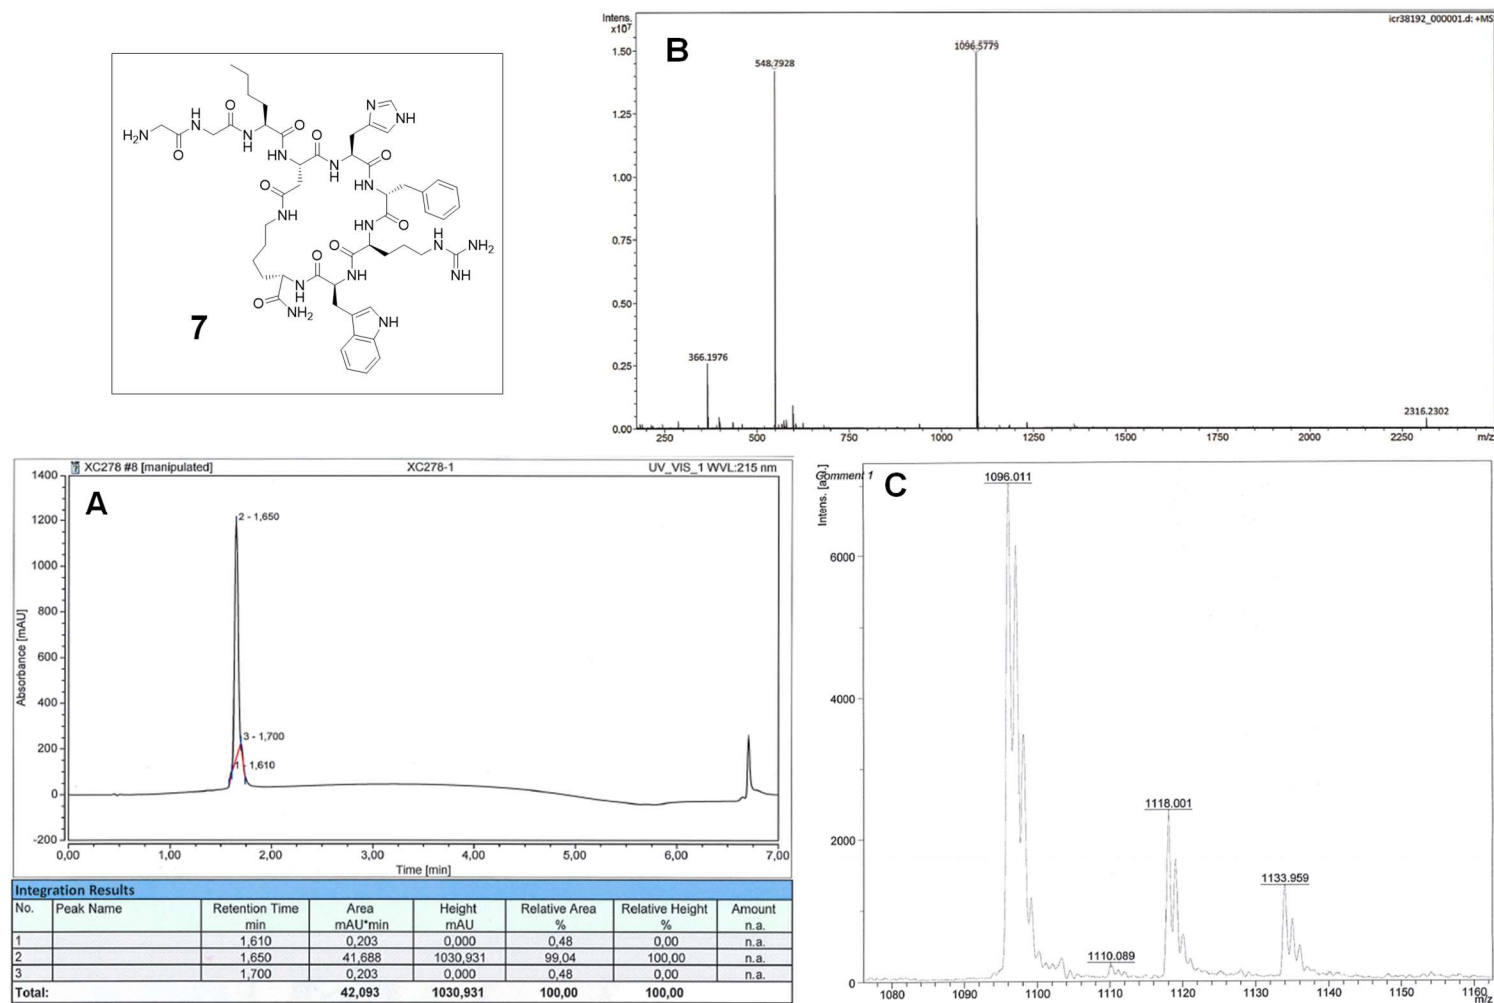 7
H2N
O
H
N
O
N
H
O
HN
O
N
H
N
NH
O
HN
O
O
NH
O
HN
O
H
N
NH2
NH
O
NH
O
N
H
O
NH2
NH
B
Intens.
x10⁷
icr38192_000001.d: +MS
1.50
1.25
1.00
0.75
0.50
0.25
0.00
366.1976
548.7928
1096.5779
2316.2302
250
500
750
1000
1250
1500
1750
2000
2250
m/z
XC278 #8 [manipulated]
XC278-1
UV_VIS_1 WVL:215 nm
A
Absorbance [mAU]
1400
1200
1000
800
600
400
200
0
-200
2 - 1,650
3 - 1,700
1 - 1,610
0,00
1,00
2,00
3,00
4,00
5,00
6,00
7,00
Time [min]
Integration Results
No. Peak Name Retention Time Area Height Relative Area Relative Height Amount
min mAU*min mAU % % n.a.
1 1,610 0,203 0,000 0,48 0,00 n.a.
2 1,650 41,688 1030,931 99,04 100,00 n.a.
3 1,700 0,203 0,000 0,48 0,00 n.a.
Total: 42,093 1030,931 100,00 100,00
C
Comment 1
Intens. [a.u.]
6000
4000
2000
0
1096.011
1110.089
1118.001
1133.959
1080
1090
1100
1110
1120
1130
1140
1150
1160
m/z